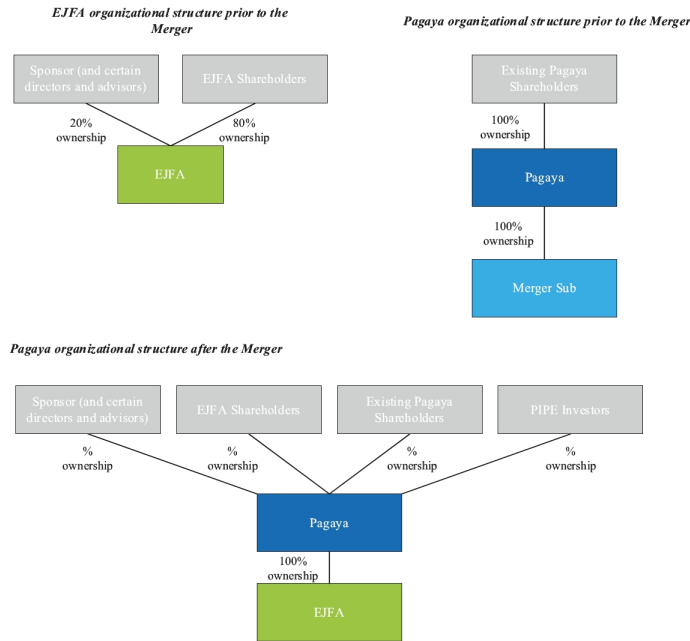 EJFA organizational structure prior to the
Merger
Sponsor (and certain
directors and advisors)
EJFA Shareholders
20%
ownership
80%
ownership
EJFA
Pagaya organizational structure prior to the Merger
Existing Pagaya
Shareholders
100%
ownership
Pagaya
100%
ownership
Merger Sub
Pagaya organizational structure after the Merger
Sponsor (and certain
directors and advisors)
EJFA Shareholders
Existing Pagaya
Shareholders
PIPE Investors
%
ownership
%
ownership
%
ownership
%
ownership
Pagaya
100%
ownership
EJFA